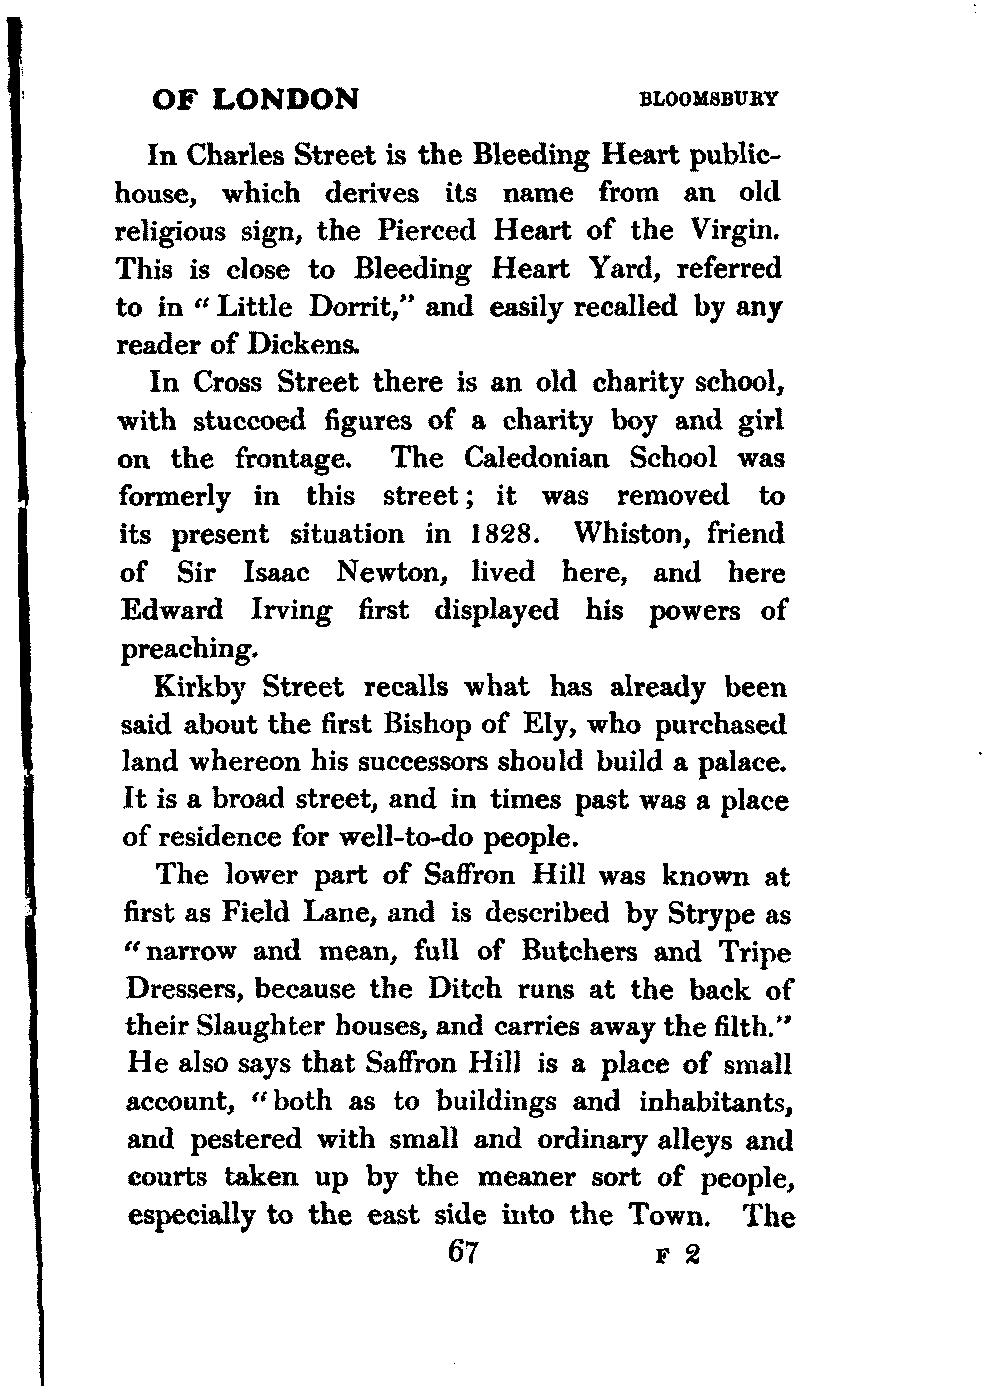 OF LONDON BLOOMSBURY
In Charles Street is the Bleeding Heart public-
house, which derives its name from an old
religious sign, the Pierced Heart of the Virgin.
This is close to Bleeding Heart Yard, referred
to in “ Little Dorrit,” and easily recalled by any
reader of Dickens.
In Cross Street there is an old charity school,
with stuccoed figures of a charity boy and girl
on the frontage. The Caledonian School was
formerly in this street; it was removed to
its present situation in 1828. Whiston, friend
of Sir Isaac Newton, lived here, and here
Edward Irving first displayed his powers of
preaching.
Kirkby Street recalls what has already been
said about the first Bishop of Ely, who purchased
land whereon his successors should build a palace.
It is a broad street, and in times past was a place
of residence for well-to-do people.
The lower part of Saffron Hill was known at
first as Field Lane, and is described by Strype as
“narrow and mean, full of Butchers and Tripe
Dressers, because the Ditch runs at the back of
their Slaughter houses, and carries away the filth.”
He also says that Saffron Hill is a place of small
account, “both as to buildings and inhabitants,
and pestered with small and ordinary alleys and
courts taken up by the meaner sort of people,
especially to the east side into the Town. The
67 F 2